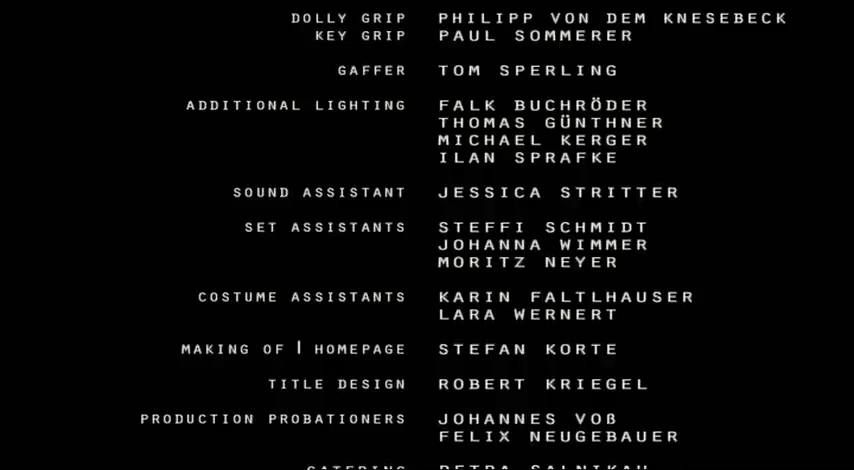 DOLLY GRIP PHILIPP VON DEM KNESEBECK
KEY GRIP PAUL SOMMERER
GAFFER TOM SPERLING
ADDITIONAL LIGHTING FALK BUCHRÖDER
THOMAS GÜNTHNER
MICHAEL KERGER
ILAN SPRAFKE
SOUND ASSISTANT JESSICA STRITTER
SET ASSISTANTS STEFFI SCHMIDT
JOHANNA WIMMER
MORITZ NEYER
COSTUME ASSISTANTS KARIN FALTLHAUSER
LARA WERNERT
MAKING OF | HOMEPAGE STEFAN KORTE
TITLE DESIGN ROBERT KRIEGEL
PRODUCTION PROBATIONERS JOHANNES VOß
FELIX NEUGEBAUER
CATERING PETRA